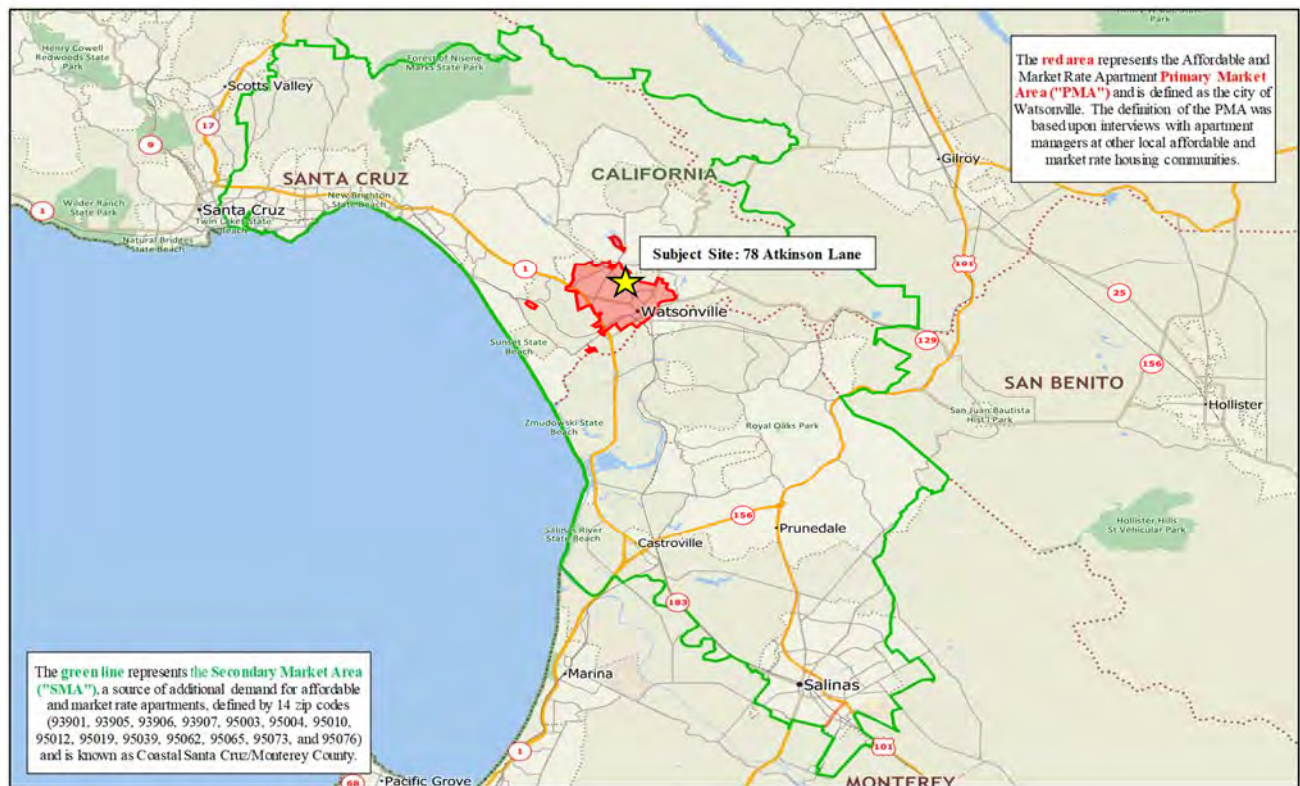 Henry Cowell
Redwoods State
Park
Forest of Nisene
Marks State Park
Scotts Valley
17
9
Gilroy
The red area represents the Affordable and
Market Rate Apartment Primary Market
Area ("PMA") and is defined as the city of
Watsonville. The definition of the PMA was
based upon interviews with apartment
managers at other local affordable and
market rate housing communities.
SANTA CRUZ
CALIFORNIA
New Brighton
State Beach
Wilder Ranch
State Park
1
Santa Cruz
Twin Lakes State
Beach
Natural Bridges
State Beach
Subject Site: 78 Atkinson Lane
1
101
25
Watsonville
Sunset State
Beach
129
156
SAN BENITO
Hollister
San Juan Bautista
Hist'l Park
Zmudowski State
Beach
Royal Oaks Park
156
Prunedale
Salinas River
State Beach
Castroville
Hollister Hills
St Vehicular Park
183
The green line represents the Secondary Market Area
("SMA"), a source of additional demand for affordable
and market rate apartments, defined by 14 zip codes
(93901, 93905, 93906, 93907, 95003, 95004, 95010,
95012, 95019, 95039, 95062, 95065, 95073, and 95076)
and is known as Coastal Santa Cruz/Monterey County.
Marina
Salinas
1
101
68
Pacific Grove
MONTEREY